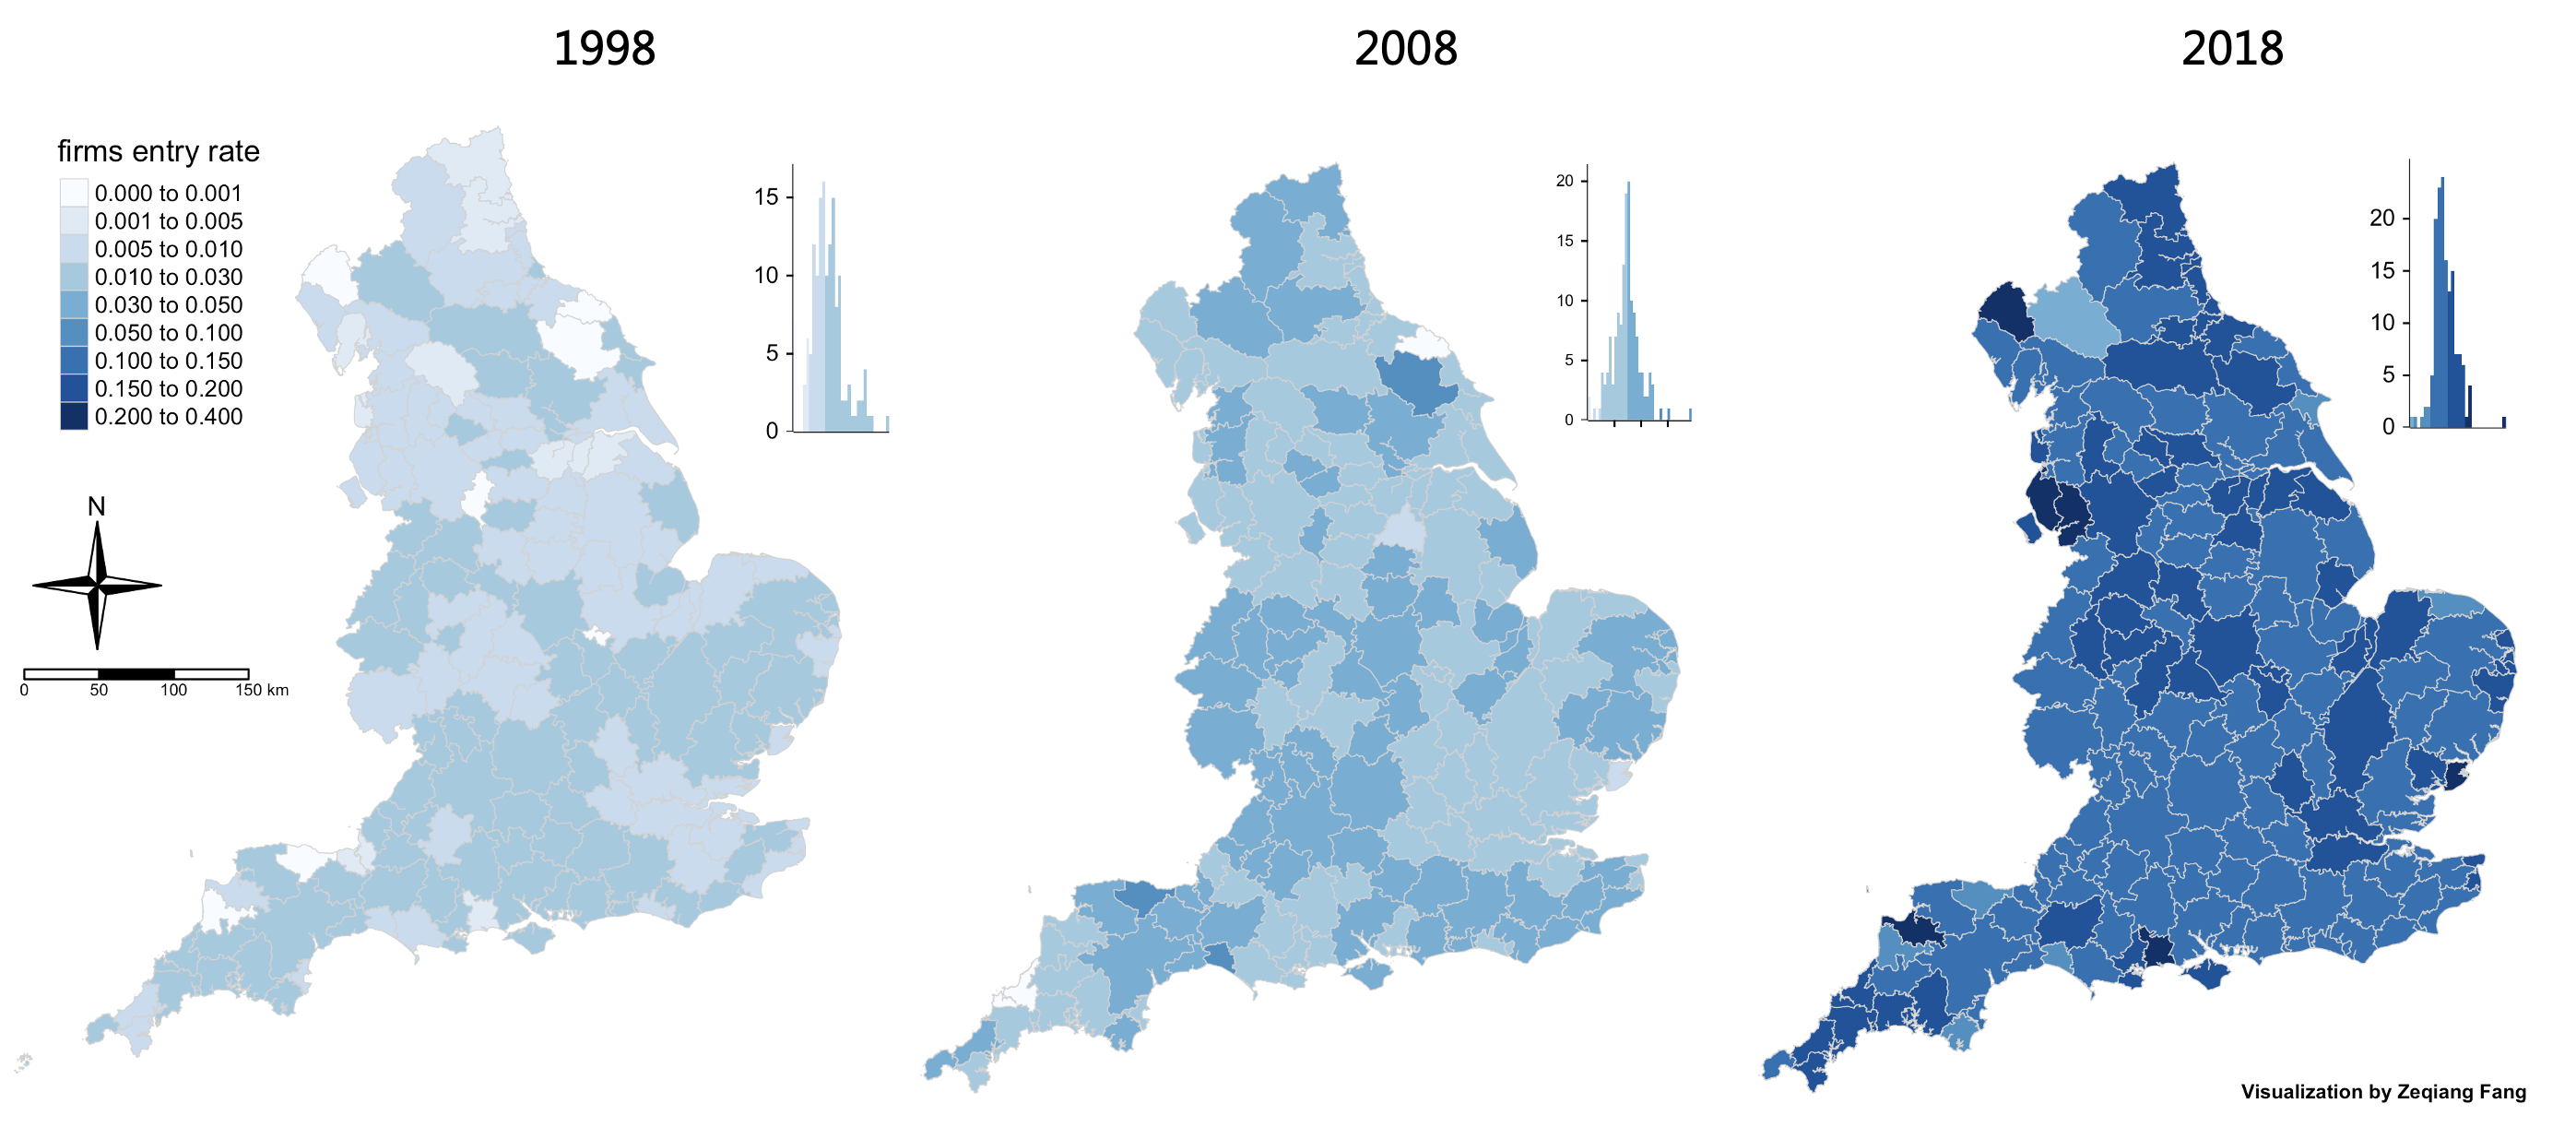 1998
2008
2018
firms entry rate
0.000 to 0.001
0.001 to 0.005
0.005 to 0.010
0.010 to 0.030
0.030 to 0.050
0.050 to 0.100
0.100 to 0.150
0.150 to 0.200
0.200 to 0.400
15
10
5
0
20
15
10
5
0
20
15
10
5
0
N
0 50 100 150 km
Visualization by Zeqiang Fang